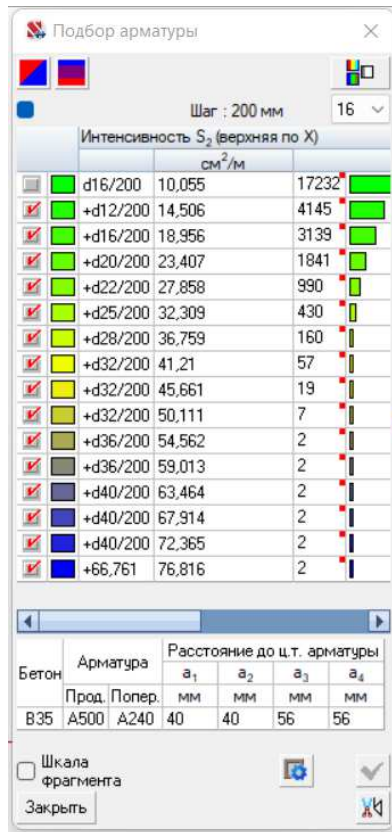 Подбор арматуры
Шаг : 200 мм 16
Интенсивность S2 (верхняя по X)
см²/м
d16/200 10,055 17232
+d12/200 14,506 4145
+d16/200 18,956 3139
+d20/200 23,407 1841
+d22/200 27,858 990
+d25/200 32,309 430
+d28/200 36,759 160
+d32/200 41,21 57
+d32/200 45,661 19
+d32/200 50,111 7
+d36/200 54,562 2
+d36/200 59,013 2
+d40/200 63,464 2
+d40/200 67,914 2
+d40/200 72,365 2
+66,761 76,816 2
Бетон Арматура Расстояние до ц.т. арматуры
a1 a2 a3 a4
Прод. Попер. мм мм мм мм
B35 A500 A240 40 40 56 56
Шкала
фрагмента
Закрыть